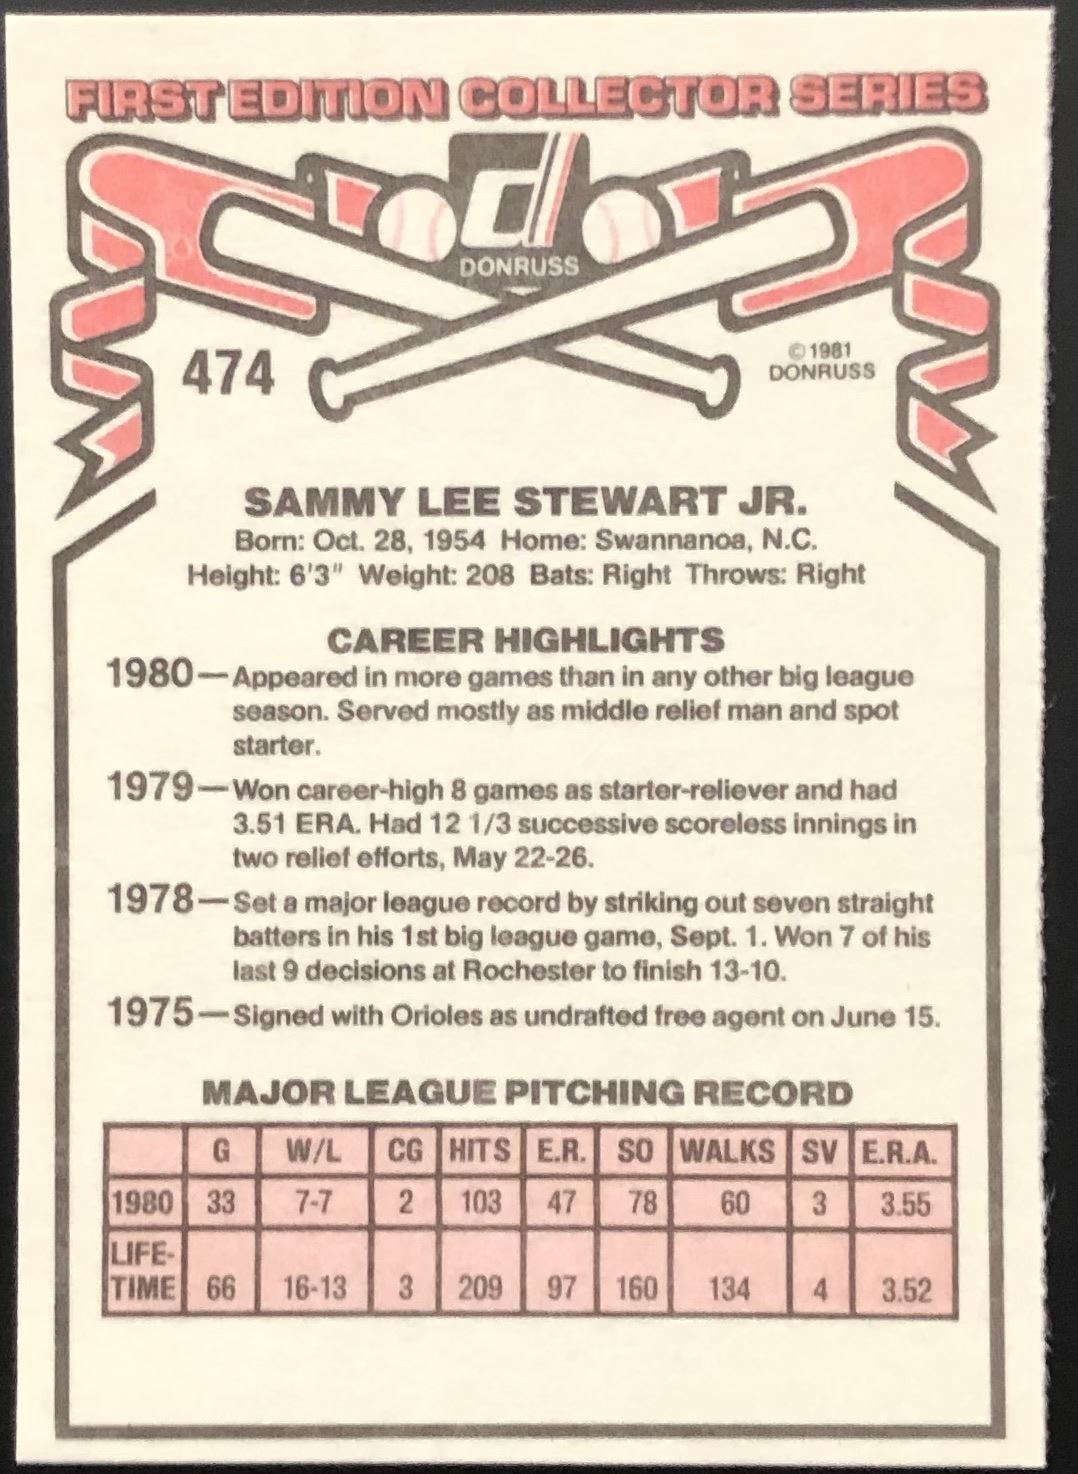 FIRST EDITION COLLECTOR SERIES
d
DONRUSS
474
©1981
DONRUSS
SAMMY LEE STEWART JR.
Born: Oct. 28, 1954 Home: Swannanoa, N.C.
Height: 6'3" Weight: 208 Bats: Right Throws: Right
CAREER HIGHLIGHTS
1980—Appeared in more games than in any other big league
season. Served mostly as middle relief man and spot
starter.
1979—Won career-high 8 games as starter-reliever and had
3.51 ERA. Had 12 1/3 successive scoreless innings in
two relief efforts, May 22-26.
1978—Set a major league record by striking out seven straight
batters in his 1st big league game, Sept. 1. Won 7 of his
last 9 decisions at Rochester to finish 13-10.
1975—Signed with Orioles as undrafted free agent on June 15.
MAJOR LEAGUE PITCHING RECORD
G W/L CG HITS E.R. SO WALKS SV E.R.A.
1980 33 7-7 2 103 47 78 60 3 3.55
LIFE-
TIME 66 16-13 3 209 97 160 134 4 3.52